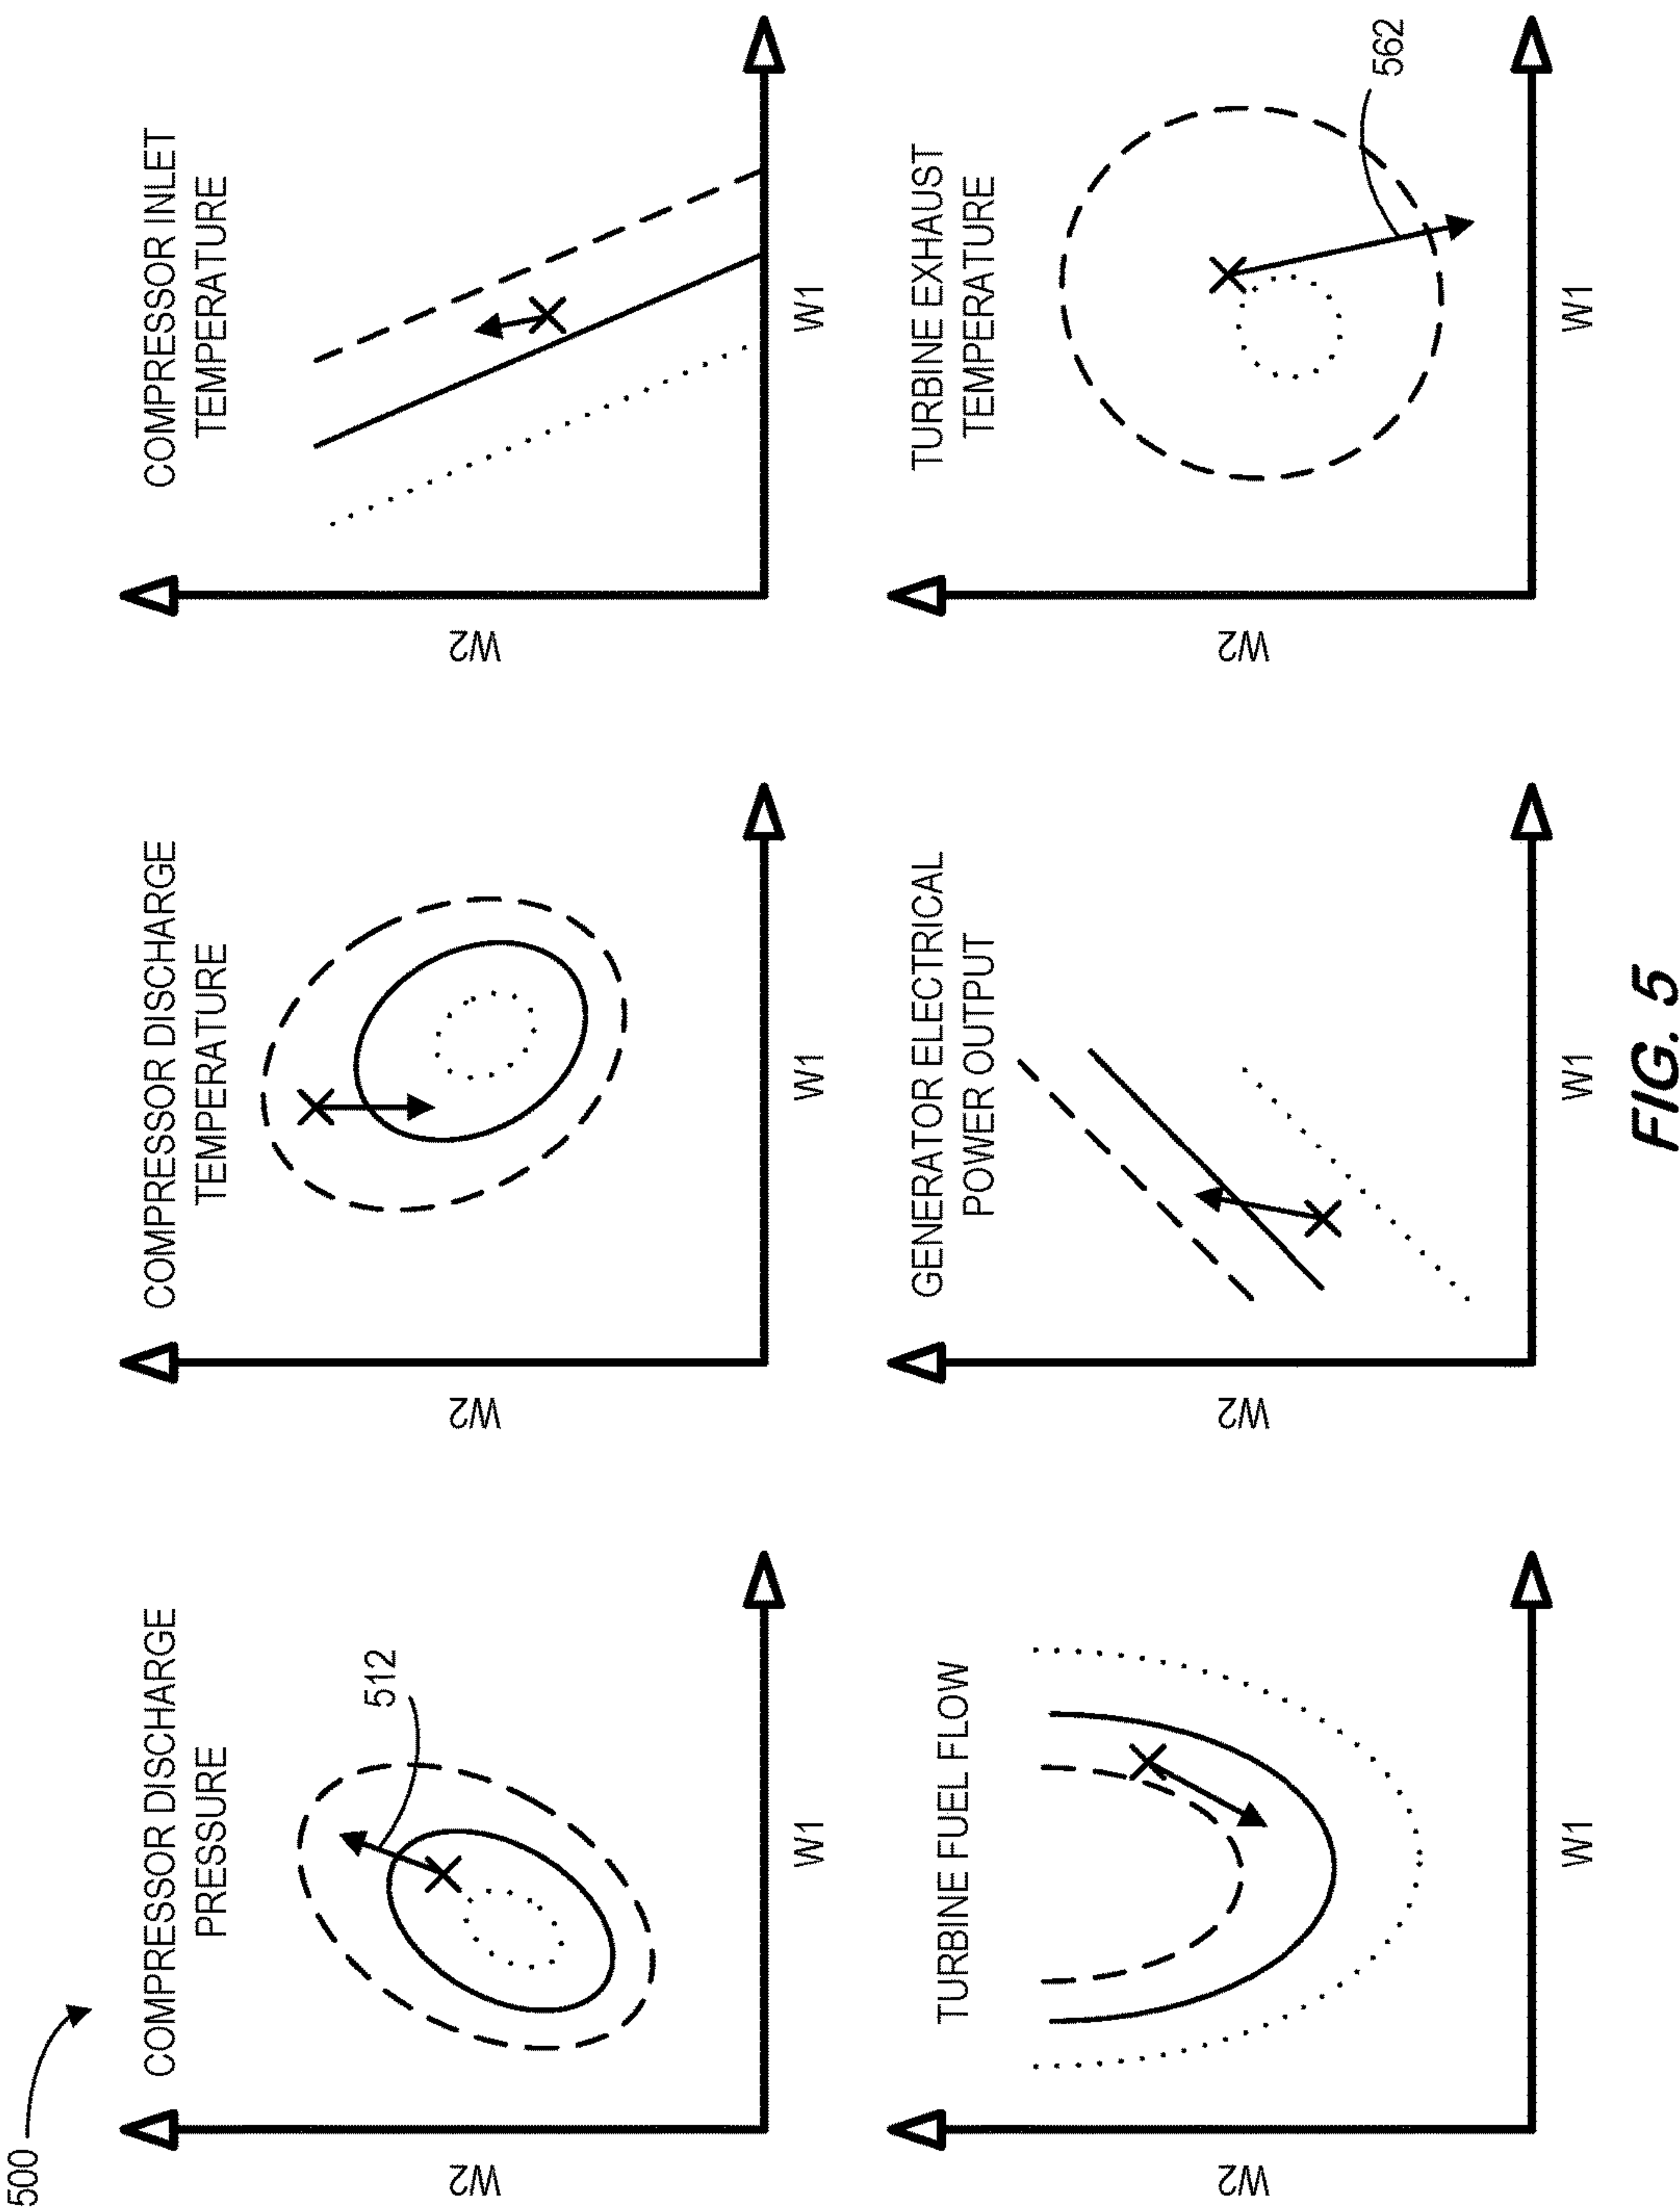 500
COMPRESSOR DISCHARGE
PRESSURE
512
W2
W1
COMPRESSOR DISCHARGE
TEMPERATURE
W2
W1
COMPRESSOR INLET
TEMPERATURE
W2
W1
TURBINE FUEL FLOW
W2
W1
GENERATOR ELECTRICAL
POWER OUTPUT
W2
W1
TURBINE EXHAUST
TEMPERATURE
562
W2
W1
FIG. 5